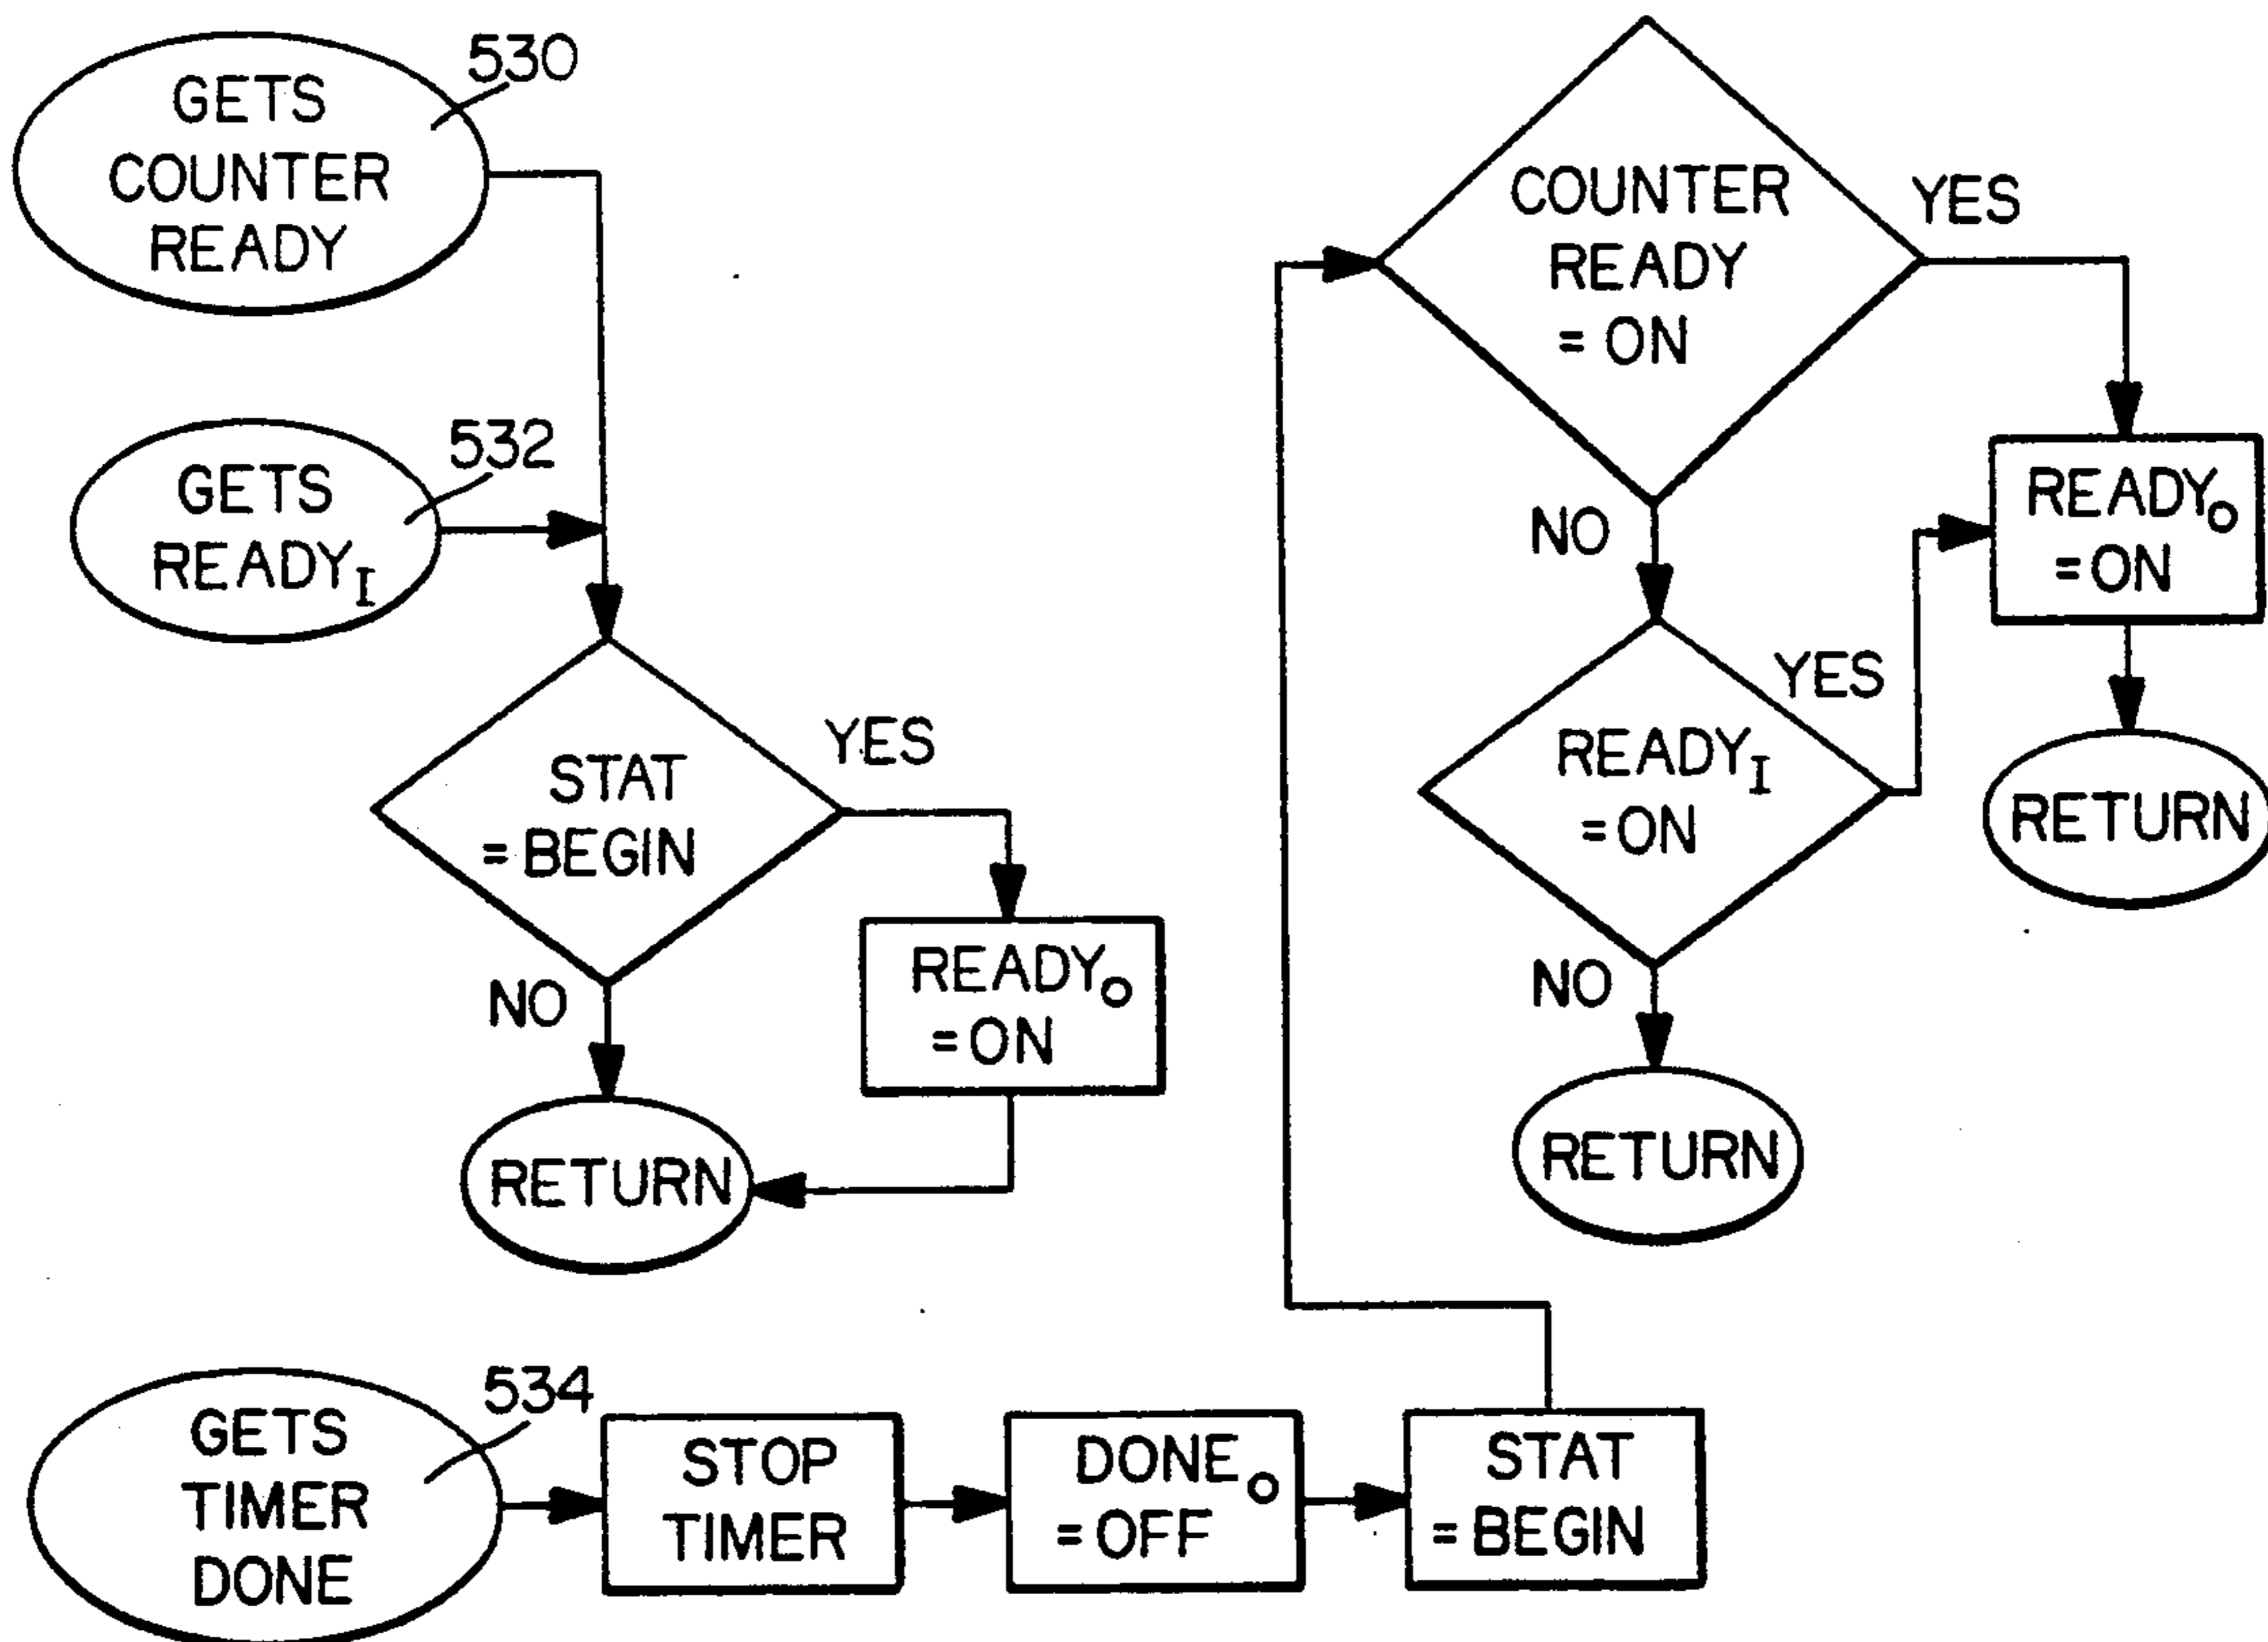 530
GETS
COUNTER
READY
532
GETS
READY_I
STAT
= BEGIN
YES
NO
READY_O
= ON
RETURN
534
GETS
TIMER
DONE
STOP
TIMER
DONE_O
= OFF
STAT
= BEGIN
COUNTER
READY
= ON
YES
NO
READY_I
= ON
YES
NO
RETURN
READY_O
= ON
RETURN